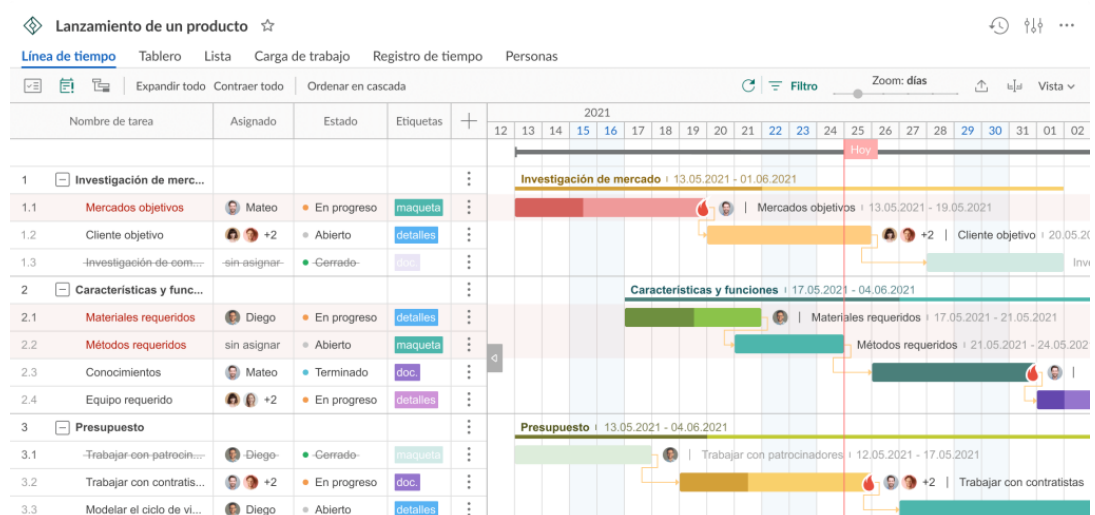 Lanzamiento de un producto
Línea de tiempo Tablero Lista Carga de trabajo Registro de tiempo Personas
Expandir todo Contraer todo Ordenar en cascada Filtro Zoom: días Vista
Nombre de tarea Asignado Estado Etiquetas 2021
12 13 14 15 16 17 18 19 20 21 22 23 24 25 26 27 28 29 30 31 01 02
Hoy
1 Investigación de merc... Investigación de mercado 13.05.2021 - 01.06.2021
1.1 Mercados objetivos Mateo En progreso maqueta Mercados objetivos 13.05.2021 - 19.05.2021
1.2 Cliente objetivo +2 Abierto detalles +2 Cliente objetivo 20.05.20
1.3 Investigación de com... sin asignar Cerrado doc. Inve
2 Características y func... Características y funciones 17.05.2021 - 04.06.2021
2.1 Materiales requeridos Diego En progreso detalles Materiales requeridos 17.05.2021 - 21.05.2021
2.2 Métodos requeridos sin asignar Abierto maqueta Métodos requeridos 21.05.2021 - 24.05.202
2.3 Conocimientos Mateo Terminado doc.
2.4 Equipo requerido +2 En progreso detalles
3 Presupuesto Presupuesto 13.05.2021 - 04.06.2021
3.1 Trabajar con patrocin... Diego Cerrado maqueta Trabajar con patrocinadores 12.05.2021 - 17.05.2021
3.2 Trabajar con contratis... +2 En progreso doc. +2 Trabajar con contratistas
3.3 Modelar el ciclo de vi... Diego Abierto detalles